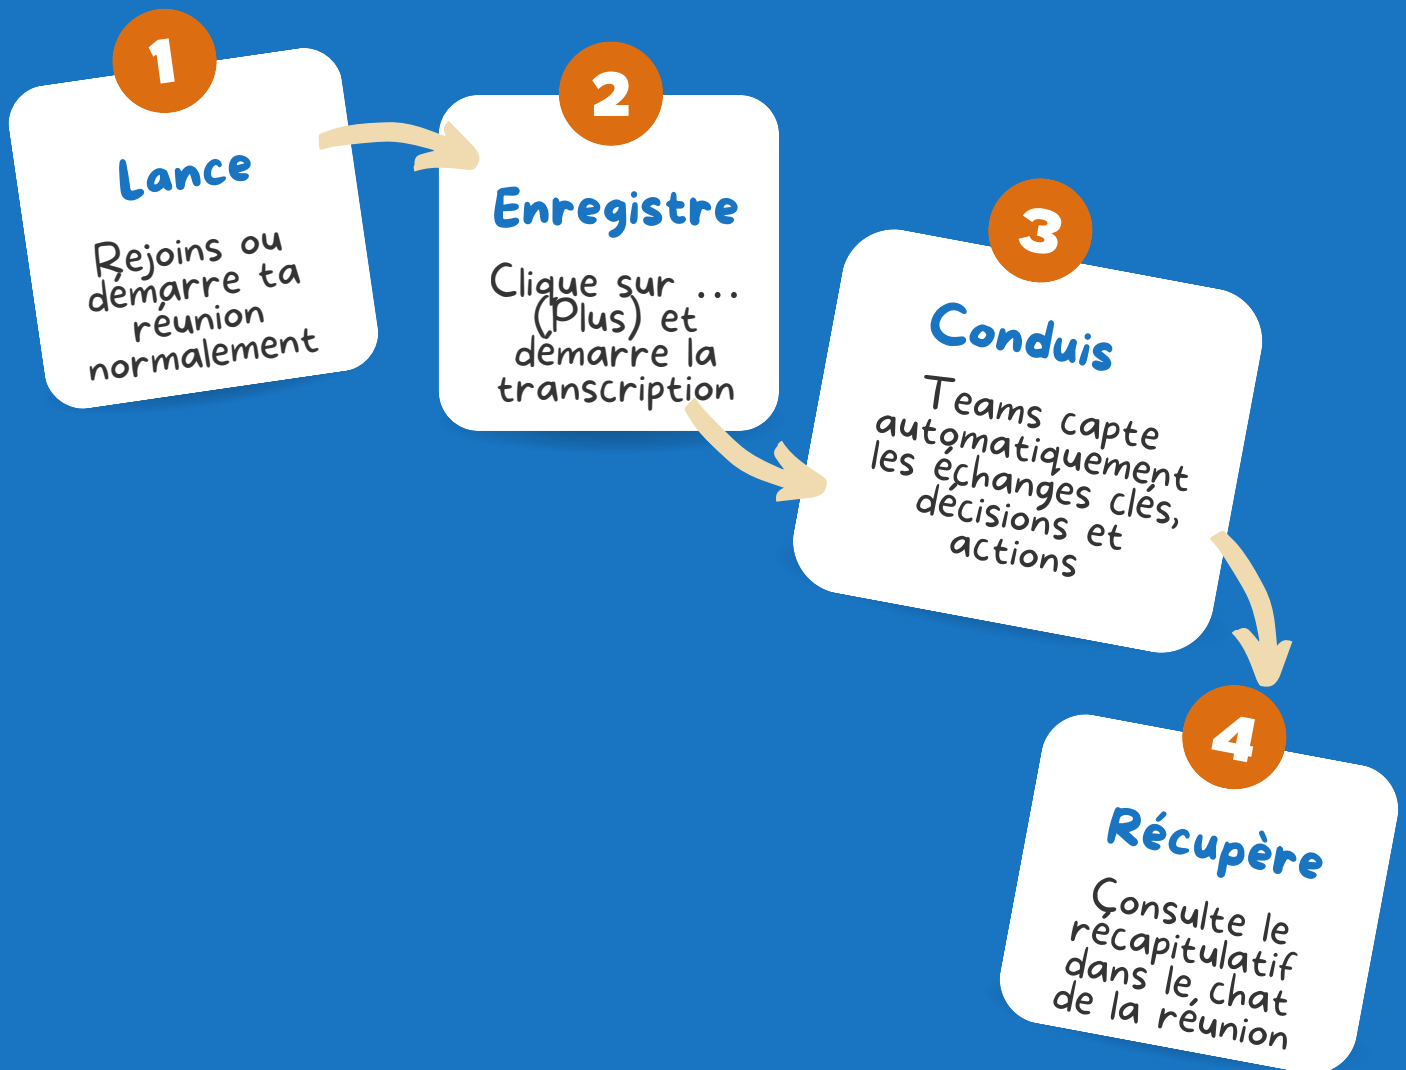 1
Lance
Rejoins ou
démarre ta
réunion
normalement
2
Enregistre
Clique sur ...
(Plus) et
démarre la
transcription
3
Conduis
Teams capte
automatiquement
les échanges clés,
décisions et
actions
4
Récupère
Consulte le
récapitulatif
dans le chat
de la réunion